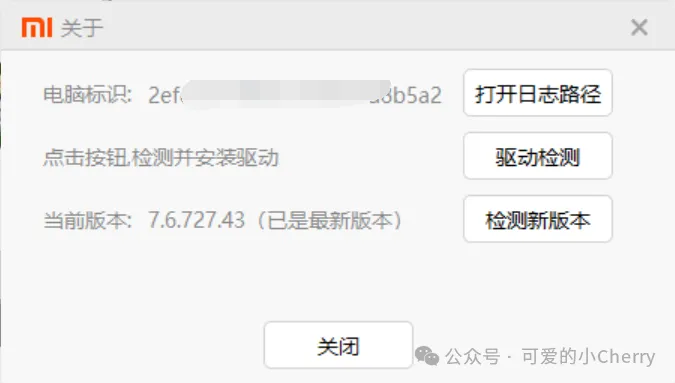 MI 关于
电脑标识: 2ef 8b5a2 打开日志路径
点击按钮,检测并安装驱动 驱动检测
当前版本: 7.6.727.43（已是最新版本） 检测新版本
关闭
公众号 · 可爱的小Cherry